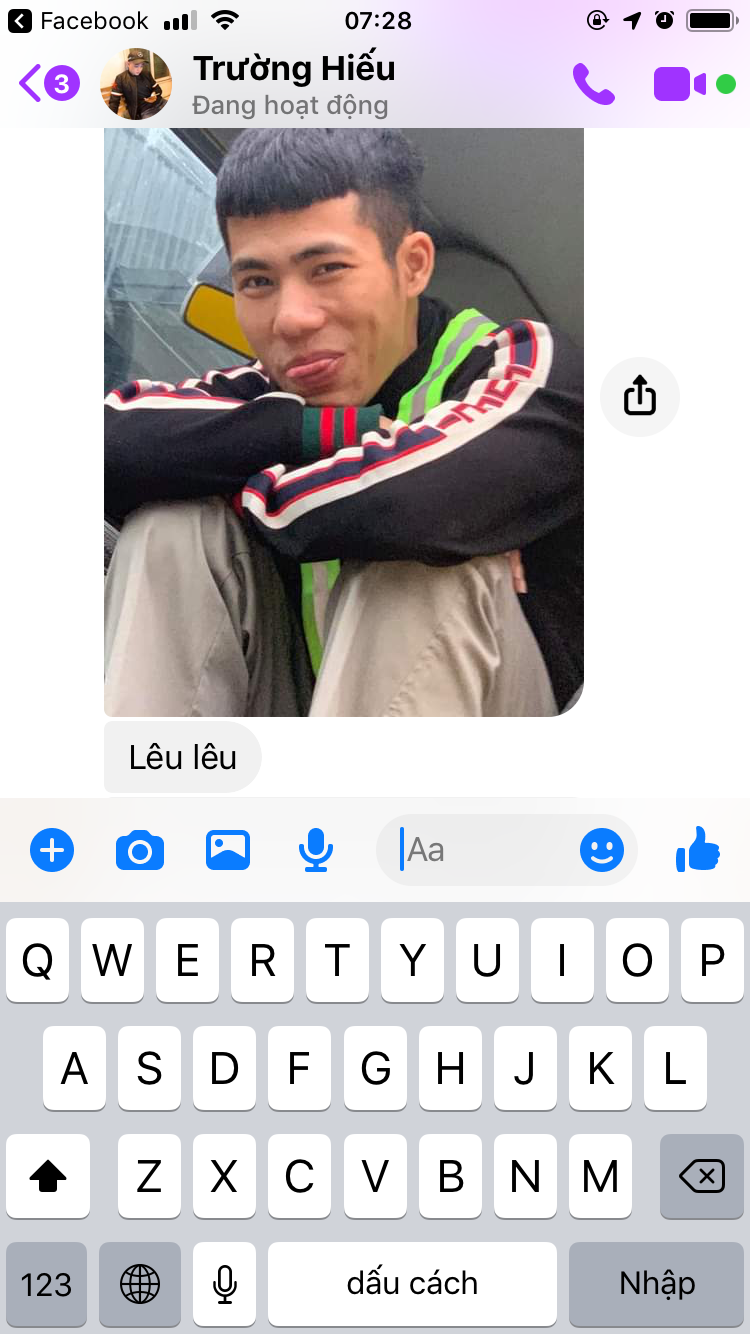 Facebook
07:28
3
Trường Hiếu
Đang hoạt động
Lêu lêu
Aa
Q W E R T Y U I O P
A S D F G H J K L
Z X C V B N M
123
dấu cách
Nhập